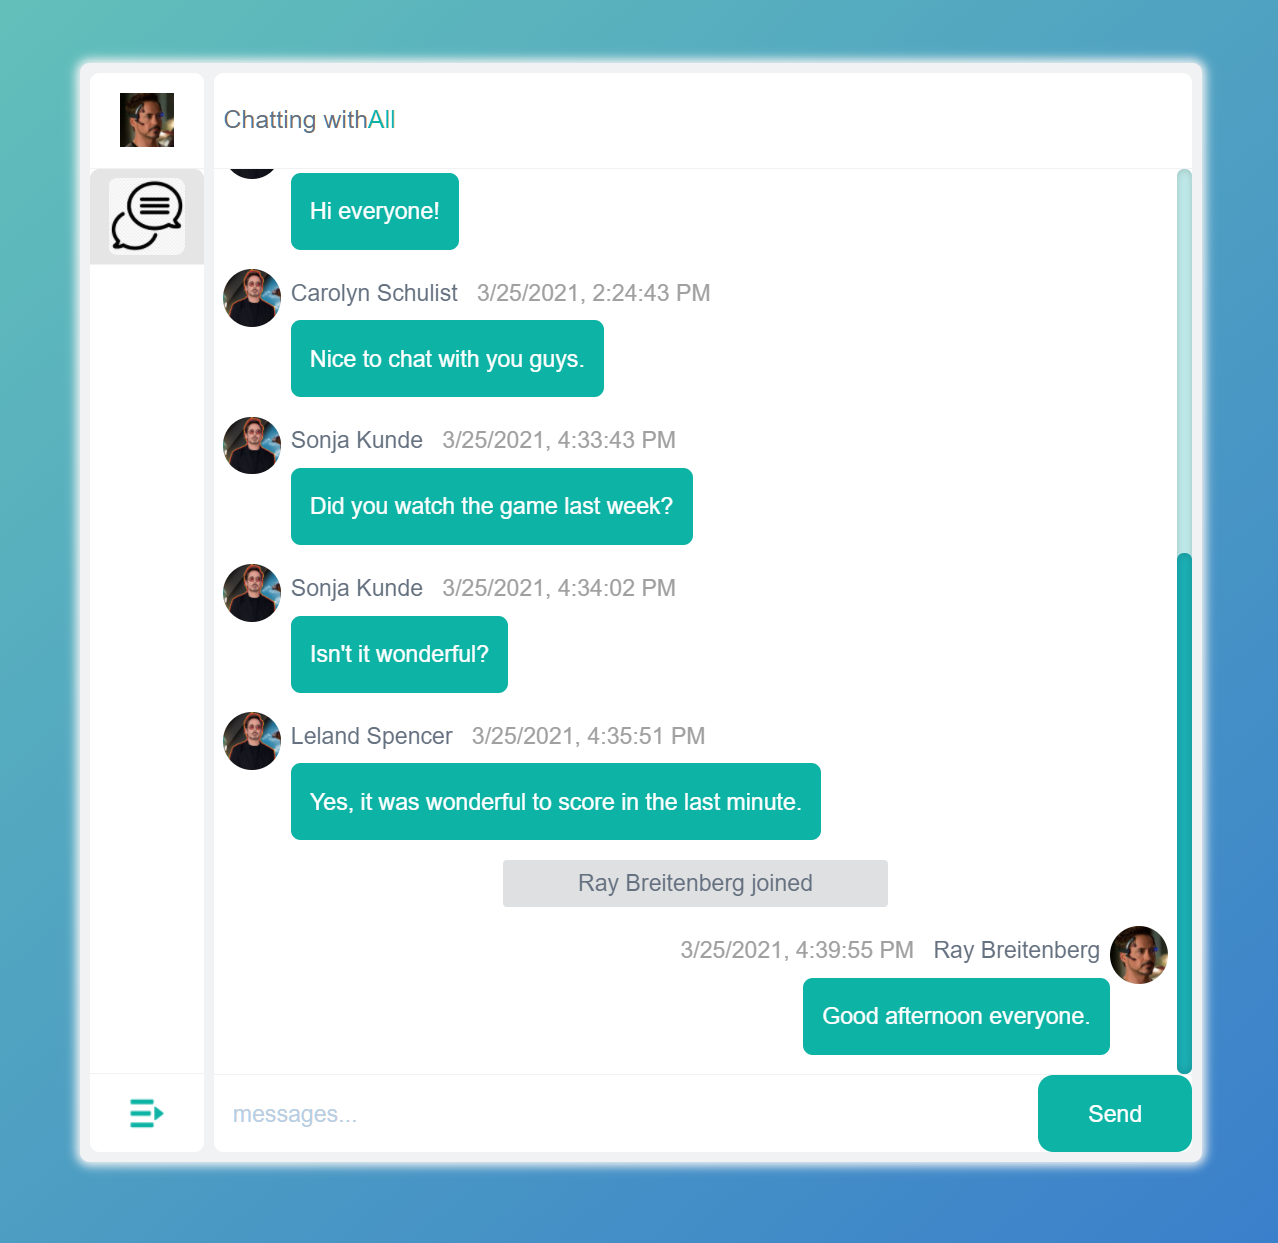 Chatting withAll
Hi everyone!
Carolyn Schulist 3/25/2021, 2:24:43 PM
Nice to chat with you guys.
Sonja Kunde 3/25/2021, 4:33:43 PM
Did you watch the game last week?
Sonja Kunde 3/25/2021, 4:34:02 PM
Isn't it wonderful?
Leland Spencer 3/25/2021, 4:35:51 PM
Yes, it was wonderful to score in the last minute.
Ray Breitenberg joined
3/25/2021, 4:39:55 PM Ray Breitenberg
Good afternoon everyone.
messages...
Send